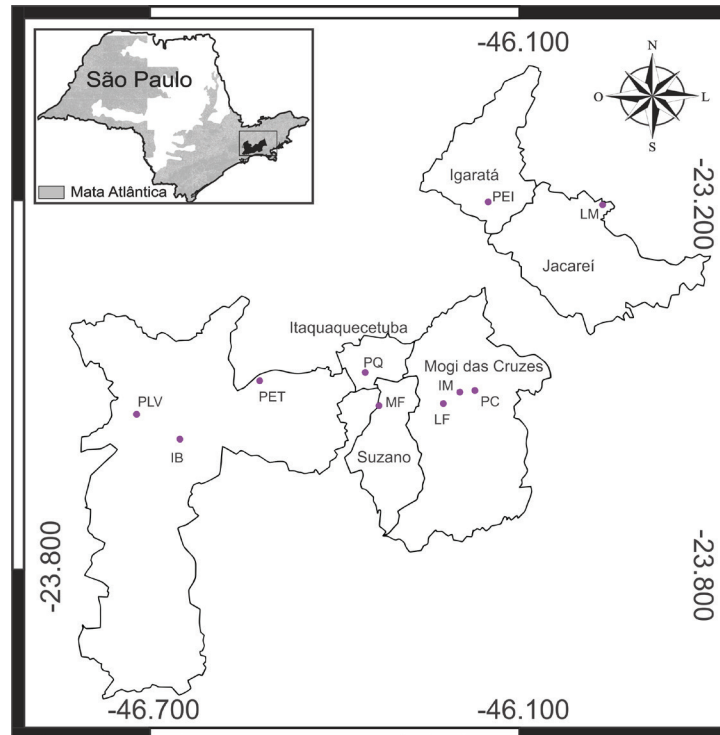 -46.100
São Paulo
Mata Atlântica
N
O
L
S
-23.200
Igaratá
PEI
LM
Jacareí
Itaquaquecetuba
PQ
Mogi das Cruzes
IM
PC
LF
MF
PET
PLV
IB
Suzano
-23.800
-23.800
-46.700
-46.100